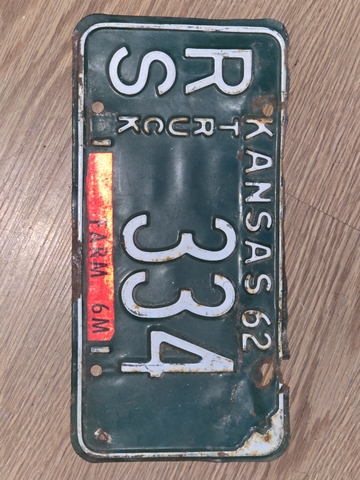 KANSAS 62
RS TRUCK 334
FARM 6M